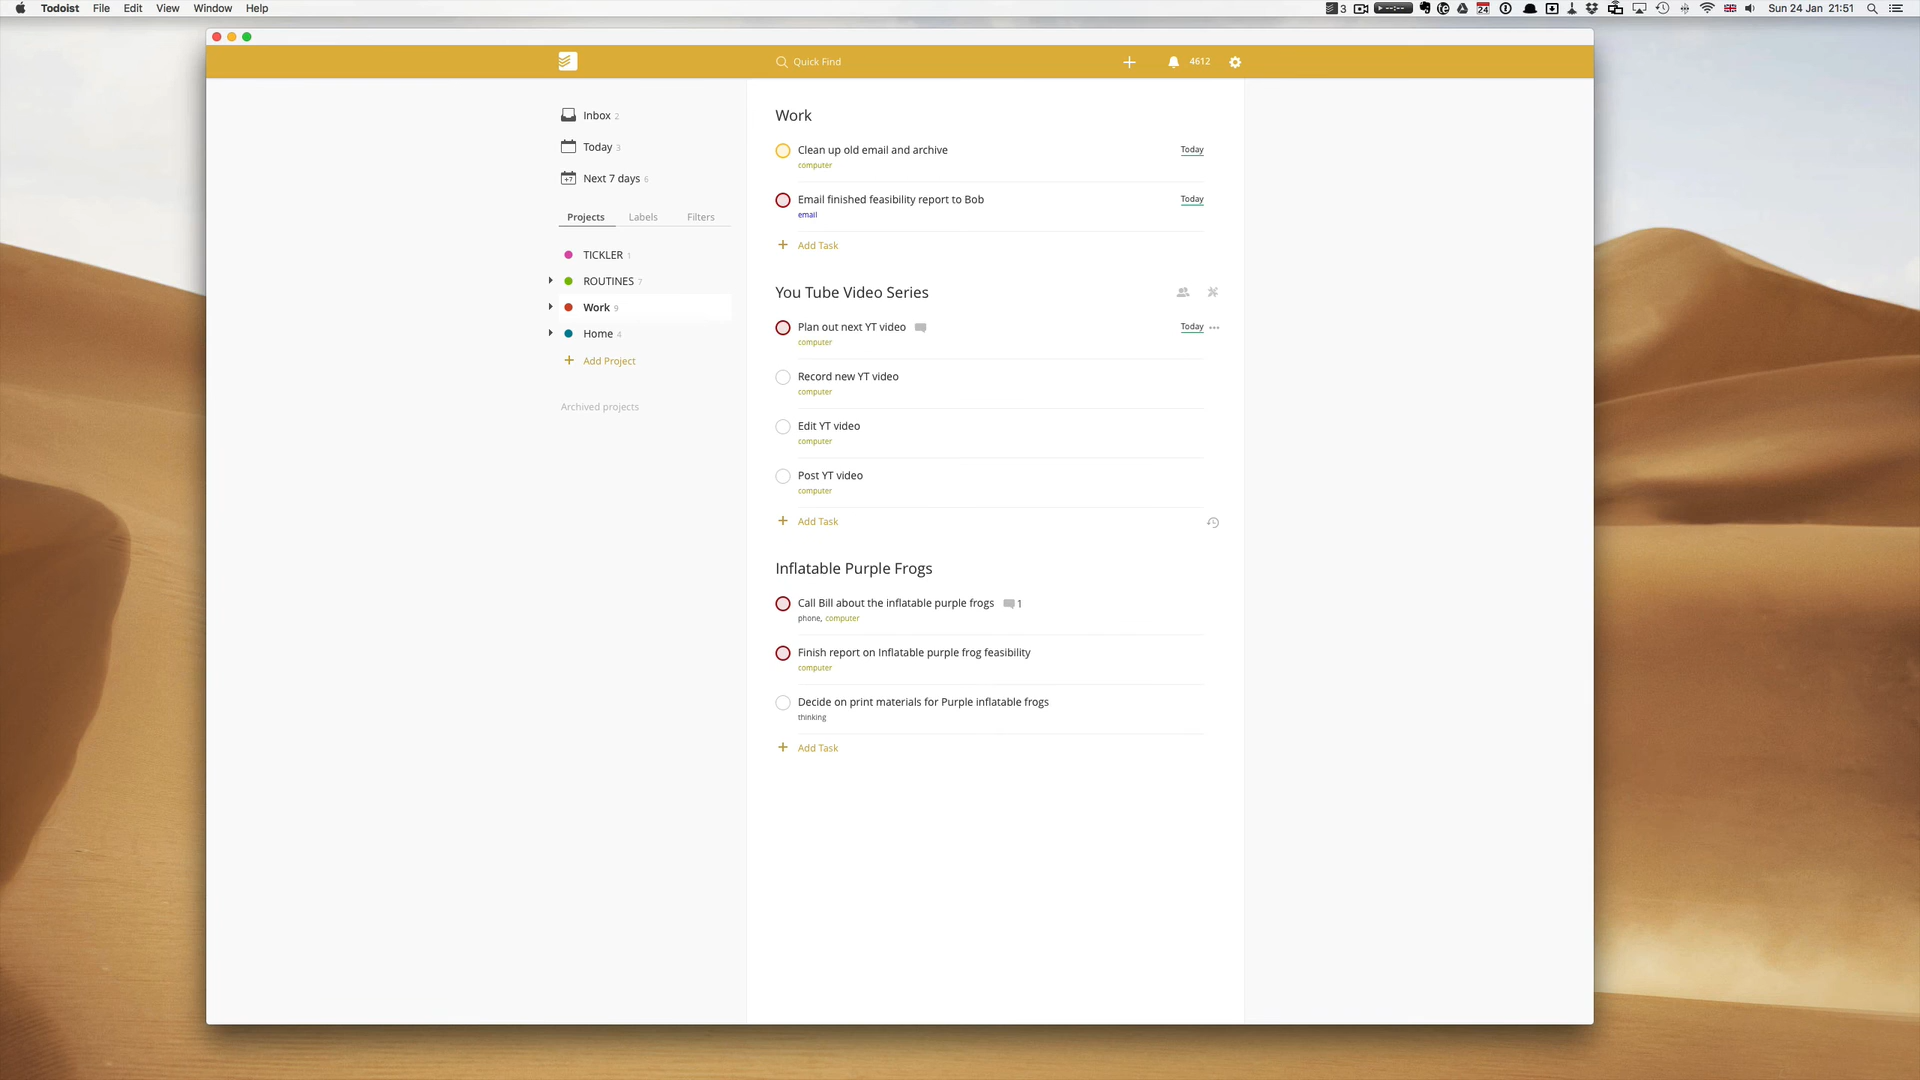 Todoist File Edit View Window Help
3
--:--
24
Sun 24 Jan 21:51
Quick Find
4612
Inbox 2
Today 3
+7 Next 7 days 6
Projects Labels Filters
TICKLER 1
ROUTINES 7
Work 9
Home 4
Add Project
Archived projects
Work
Clean up old email and archive Today
computer
Email finished feasibility report to Bob Today
email
Add Task
You Tube Video Series
Plan out next YT video Today
computer
Record new YT video
computer
Edit YT video
computer
Post YT video
computer
Add Task
Inflatable Purple Frogs
Call Bill about the inflatable purple frogs 1
phone, computer
Finish report on Inflatable purple frog feasibility
computer
Decide on print materials for Purple inflatable frogs
thinking
Add Task